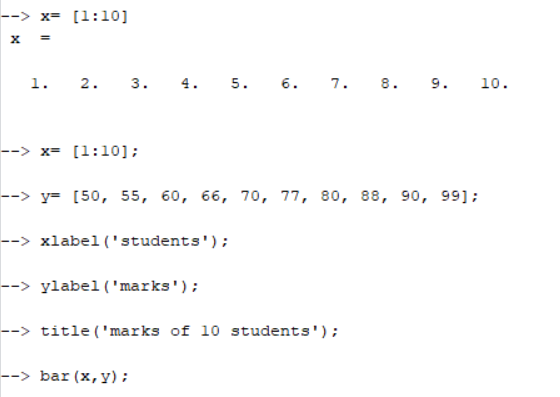 --> x= [1:10]
x  =
1.   2.   3.   4.   5.   6.   7.   8.   9.   10.
--> x= [1:10];
--> y= [50, 55, 60, 66, 70, 77, 80, 88, 90, 99];
--> xlabel('students');
--> ylabel('marks');
--> title('marks of 10 students');
--> bar(x,y);